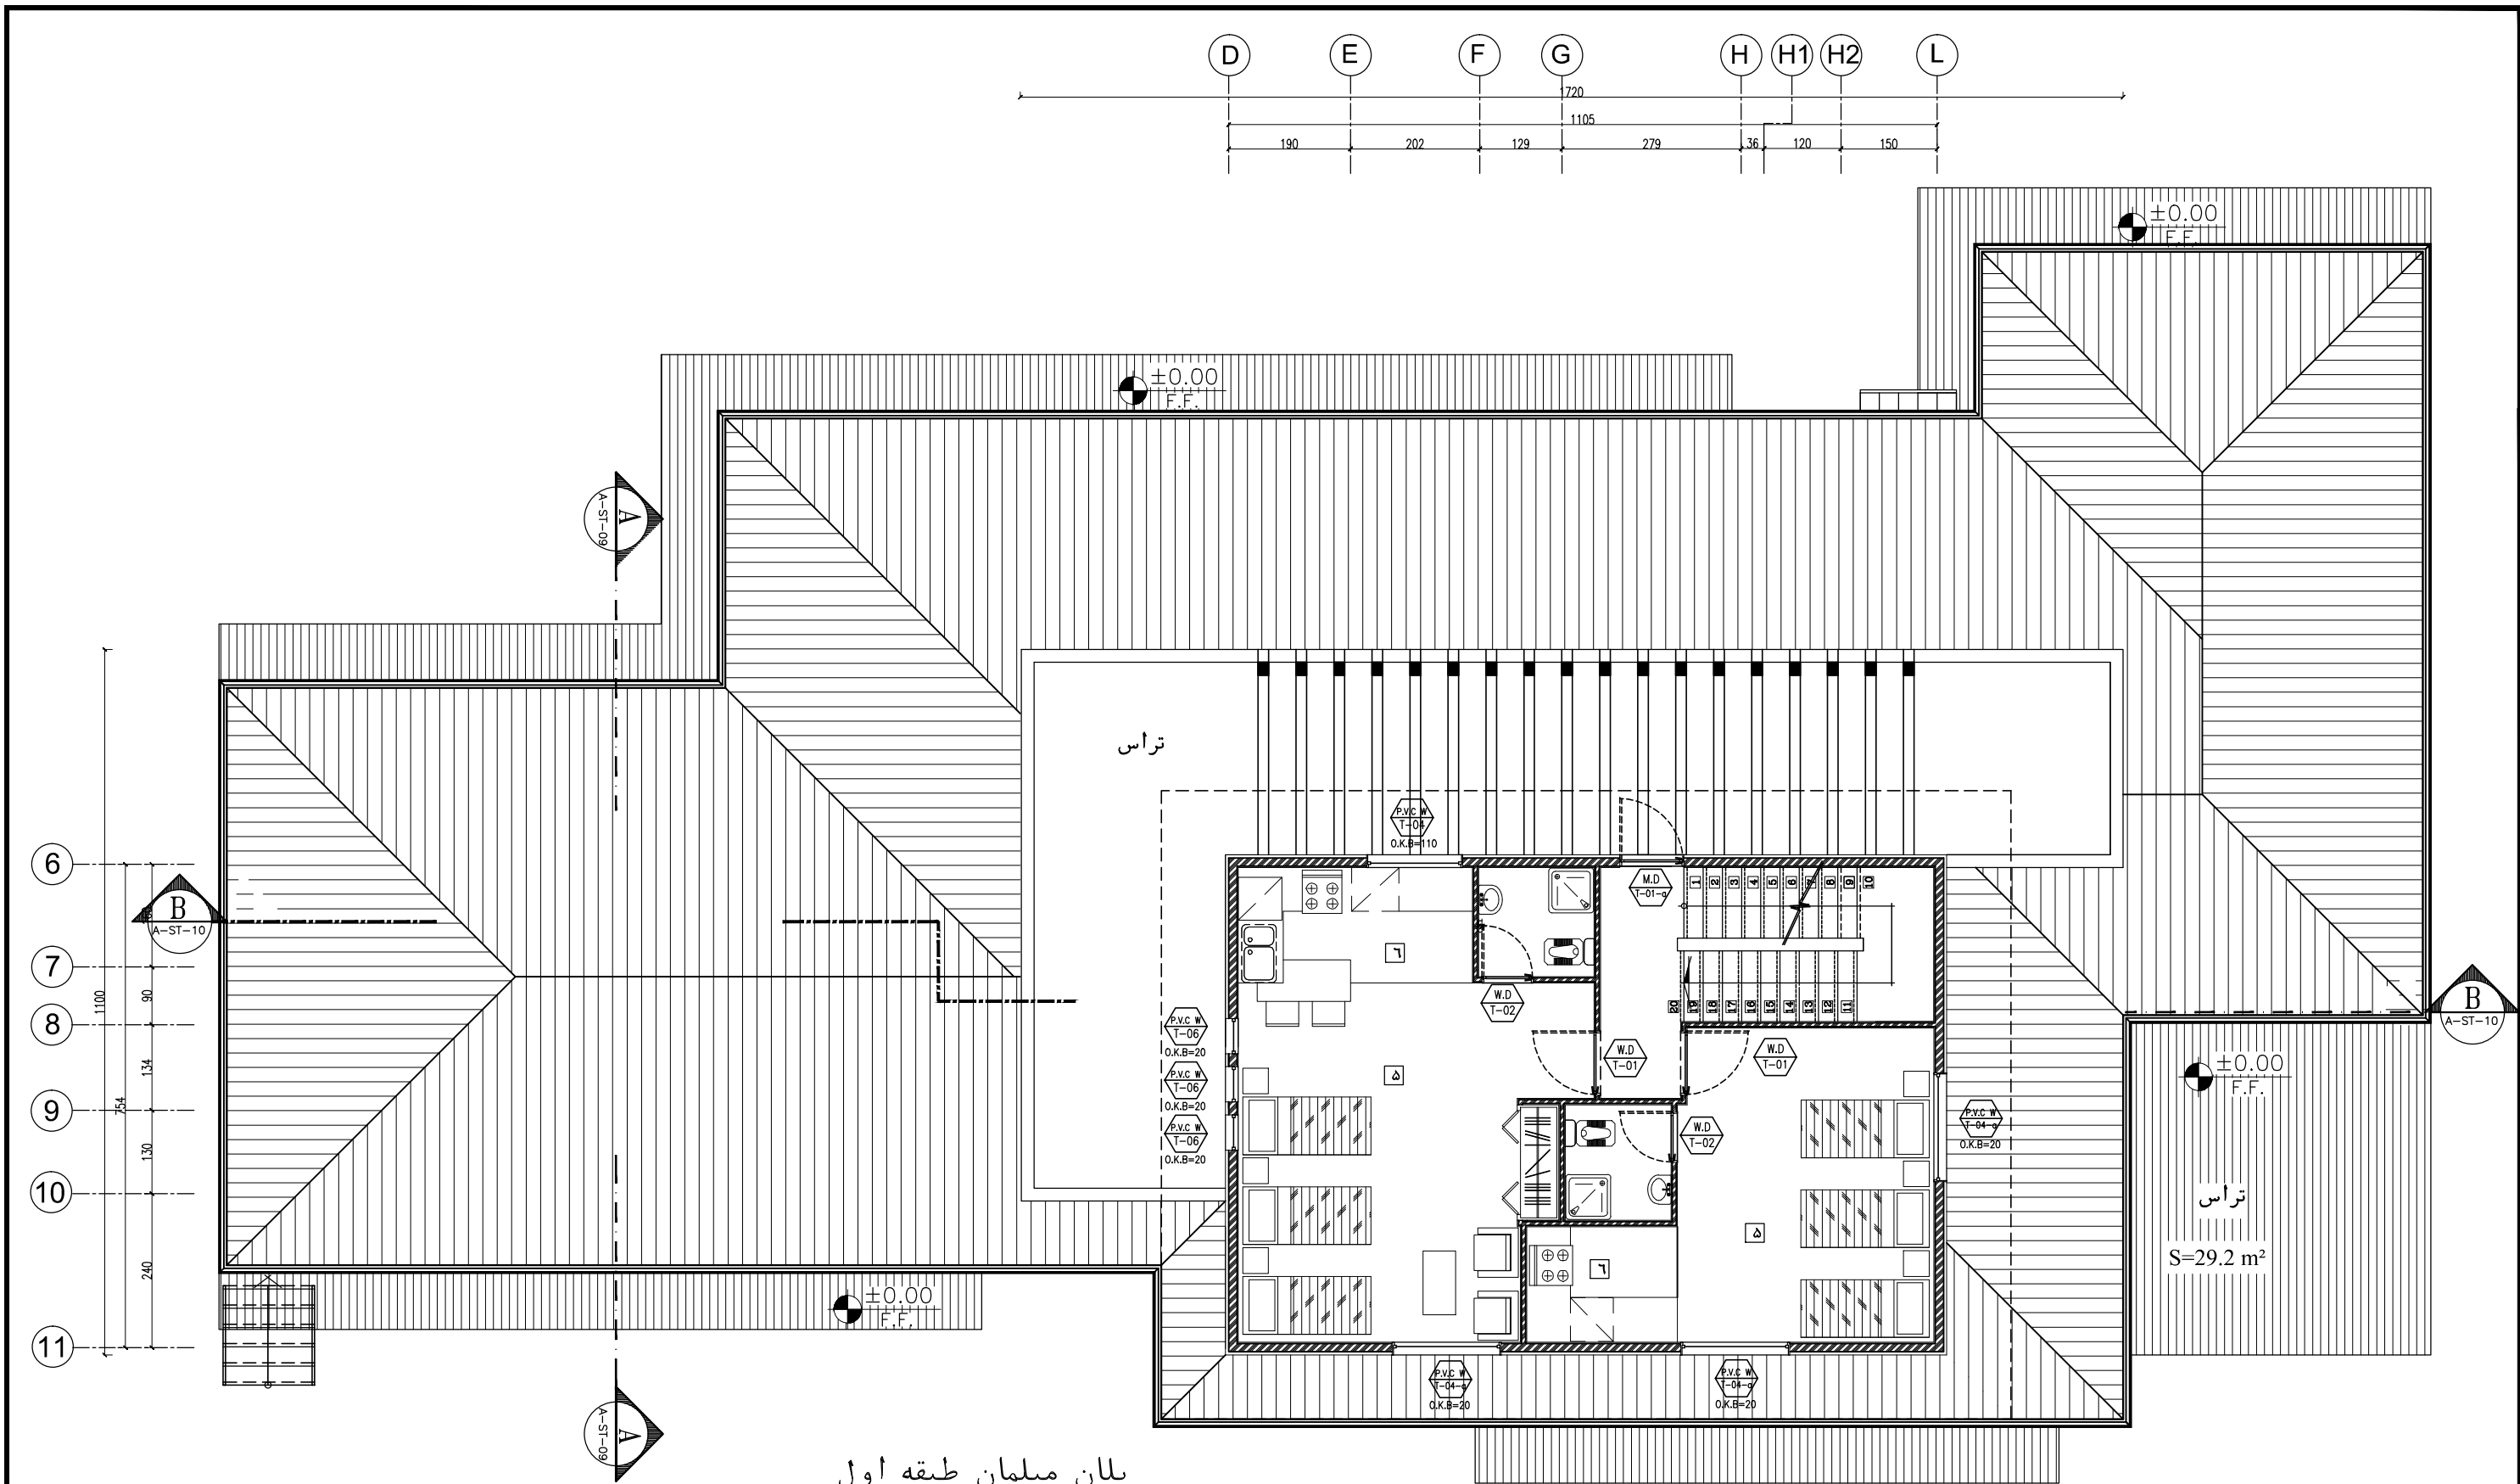 D E F G H H1 H2 L
1720
1105
190 202 129 279 36 120 150
±0.00
F.F.
±0.00
F.F.
A
A-ST-09
تراس
P.V.C W
T-04
O.K.B=110
6
M.D
T-01-a
1 2 3 4 5 6 7 8 9 10
B
A-ST-10
٦
7
90
1100
W.D
T-02
20 19 18 17 16 15 14 13 12 11
B
A-ST-10
8
P.V.C W
T-06
O.K.B=20
W.D
T-01
W.D
T-01
134
±0.00
F.F.
۵
P.V.C W
T-06
O.K.B=20
9
754
P.V.C W
T-06
O.K.B=20
W.D
T-02
P.V.C W
T-04-a
O.K.B=20
130
10
تراس
۵
S=29.2 m²
240
٦
±0.00
F.F.
11
P.V.C W
T-04-a
O.K.B=20
P.V.C W
T-04-a
O.K.B=20
A
A-ST-09
پلان مبلمان طبقه اول